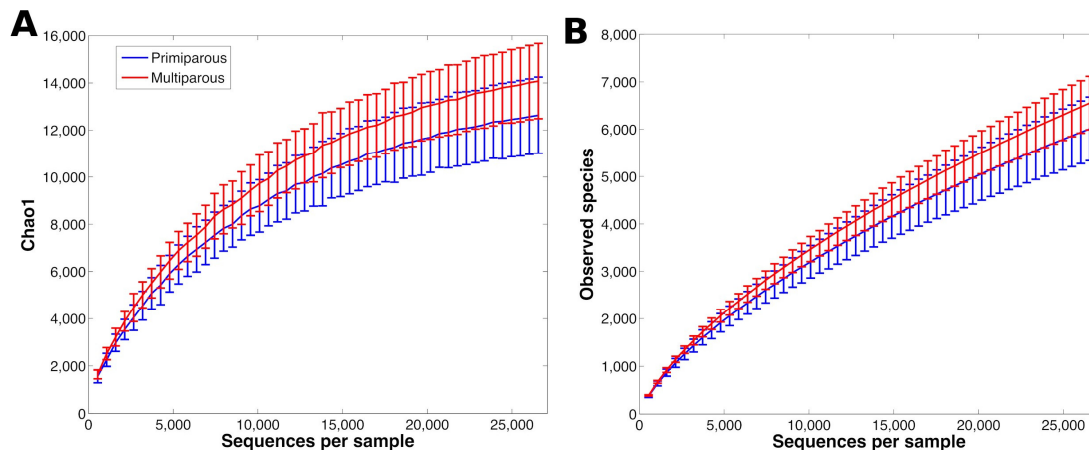 A
16,000
14,000
12,000
10,000
8,000
6,000
4,000
2,000
0
Chao1
Primiparous
Multiparous
0 5,000 10,000 15,000 20,000 25,000
Sequences per sample
B
8,000
7,000
6,000
5,000
4,000
3,000
2,000
1,000
0
Observed species
0 5,000 10,000 15,000 20,000 25,000
Sequences per sample